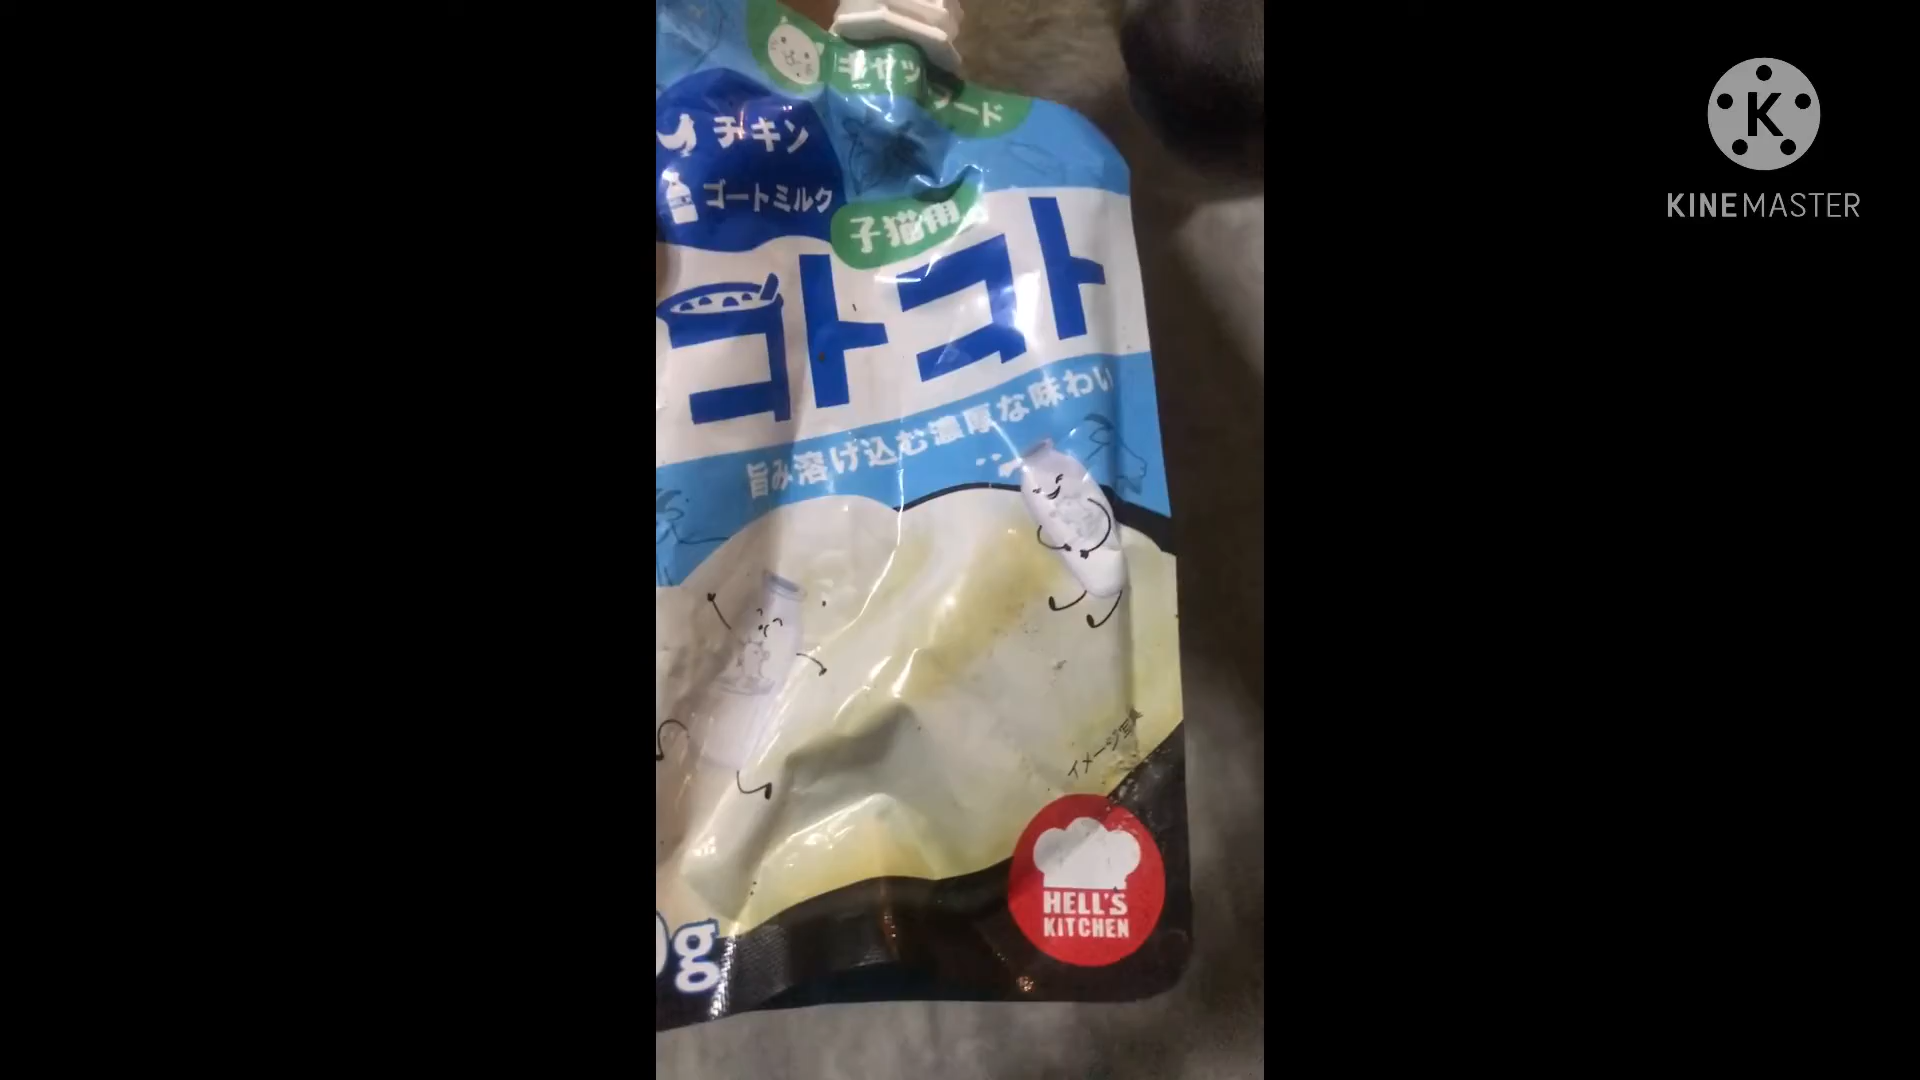 キャッ
フード
チキン
ゴートミルク
子猫用
コトコト
旨み溶け込む濃厚な味わい
イメージ写真
HELL'S
KITCHEN
0g
K
KINEMASTER